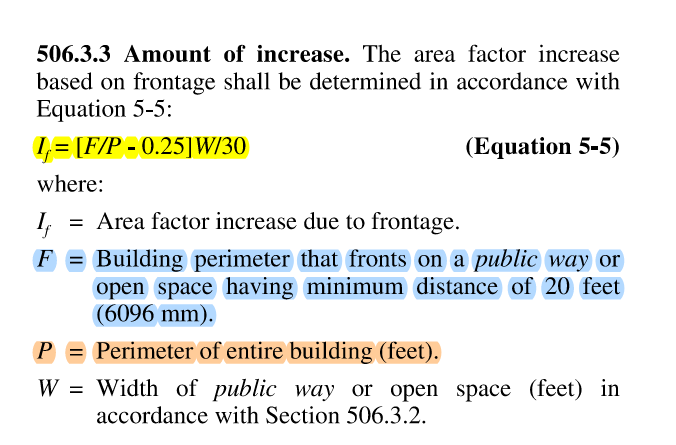 506.3.3 Amount of increase. The area factor increase
based on frontage shall be determined in accordance with
Equation 5-5:
If = [F/P - 0.25]W/30 (Equation 5-5)
where:
If = Area factor increase due to frontage.
F = Building perimeter that fronts on a public way or
open space having minimum distance of 20 feet
(6096 mm).
P = Perimeter of entire building (feet).
W = Width of public way or open space (feet) in
accordance with Section 506.3.2.